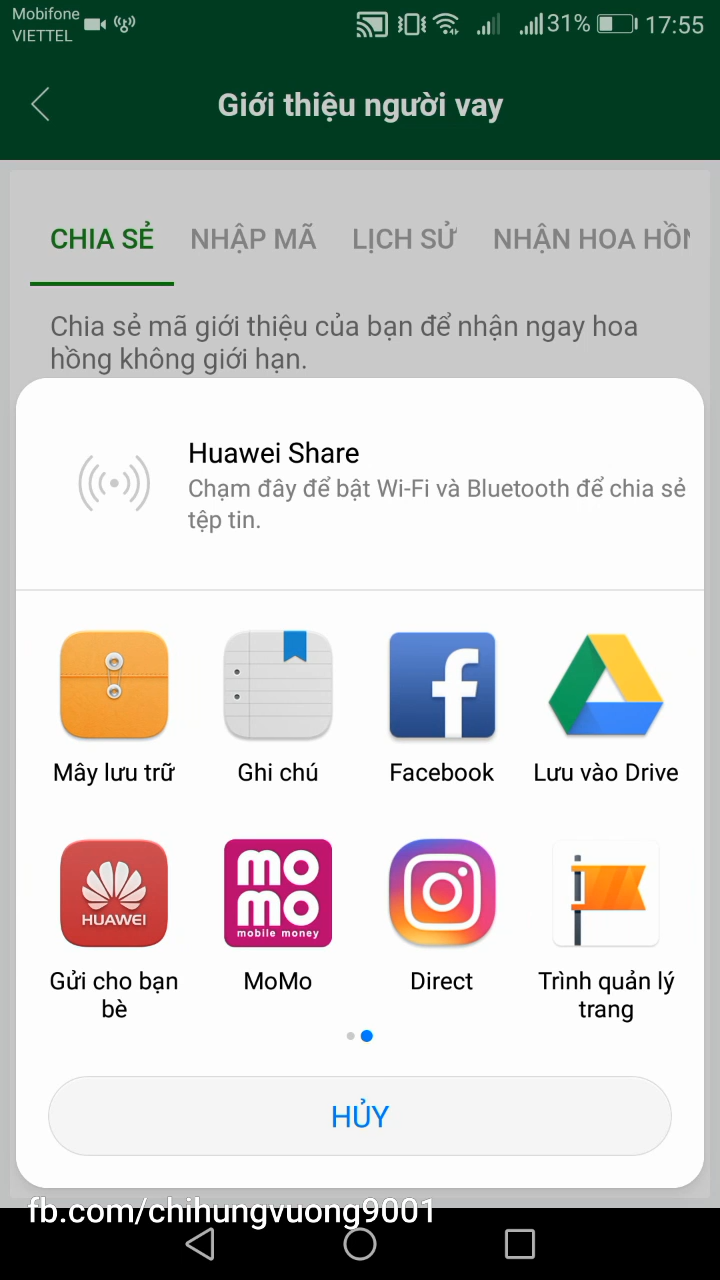 Mobifone
VIETTEL
31% 17:55
Giới thiệu người vay
CHIA SẺ NHẬP MÃ LỊCH SỬ NHẬN HOA HỒN
Chia sẻ mã giới thiệu của bạn để nhận ngay hoa
hồng không giới hạn.
Huawei Share
Chạm đây để bật Wi-Fi và Bluetooth để chia sẻ
tệp tin.
Mây lưu trữ Ghi chú Facebook Lưu vào Drive
HUAWEI
mo
mo
mobile money
Gửi cho bạn
bè
MoMo Direct Trình quản lý
trang
HỦY
fb.com/chihungvuong9001